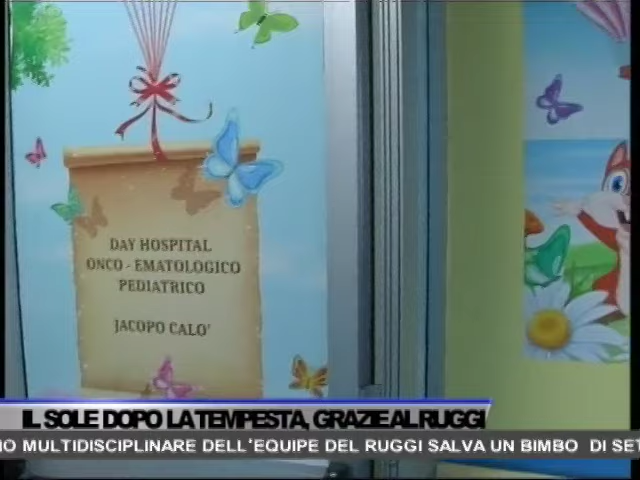 DAY HOSPITAL
ONCO - EMATOLOGICO
PEDIATRICO
JACOPO CALO'
IL SOLE DOPO LA TEMPESTA, GRAZIE AL RUGGI
MULTIDISCIPLINARE DELL'EQUIPE DEL RUGGI SALVA UN BIMBO DI